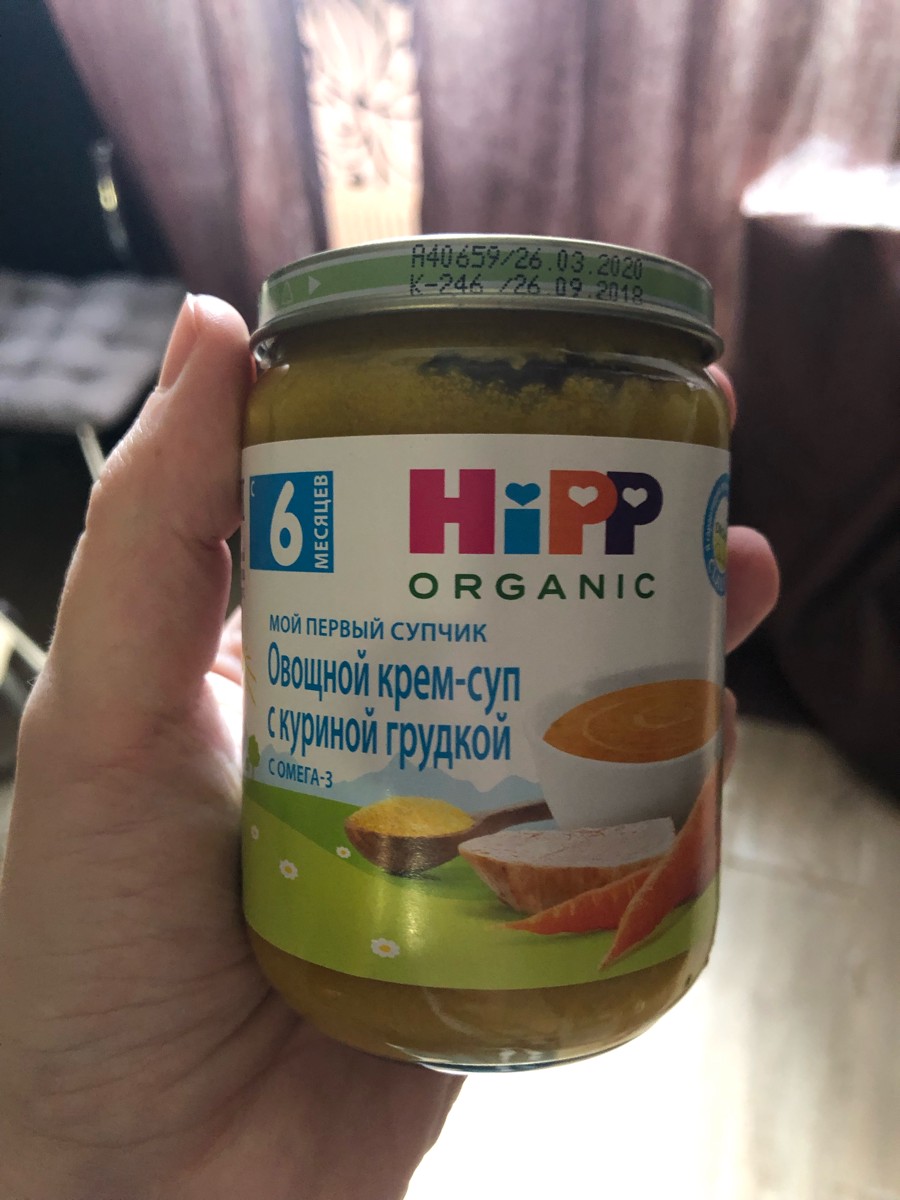 A40659/26.03.2020
K-246 /26.09.2018
с 6 МЕСЯЦЕВ
HiPP
ORGANIC
МОЙ ПЕРВЫЙ СУПЧИК
Овощной крем-суп
с куриной грудкой
С ОМЕГА-3